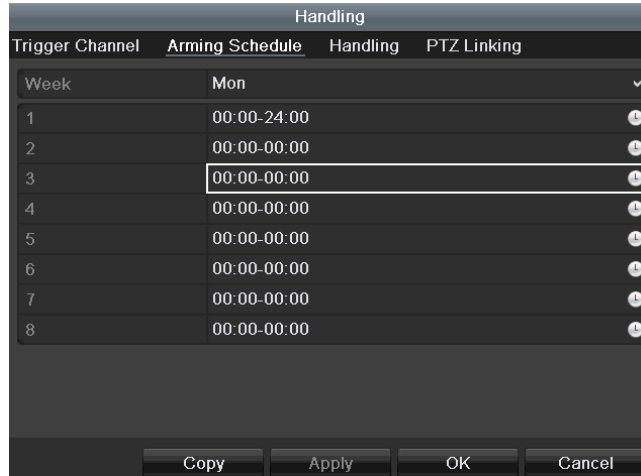 Handling
Trigger Channel Arming Schedule Handling PTZ Linking
Week Mon
1 00:00-24:00
2 00:00-00:00
3 00:00-00:00
4 00:00-00:00
5 00:00-00:00
6 00:00-00:00
7 00:00-00:00
8 00:00-00:00
Copy Apply OK Cancel